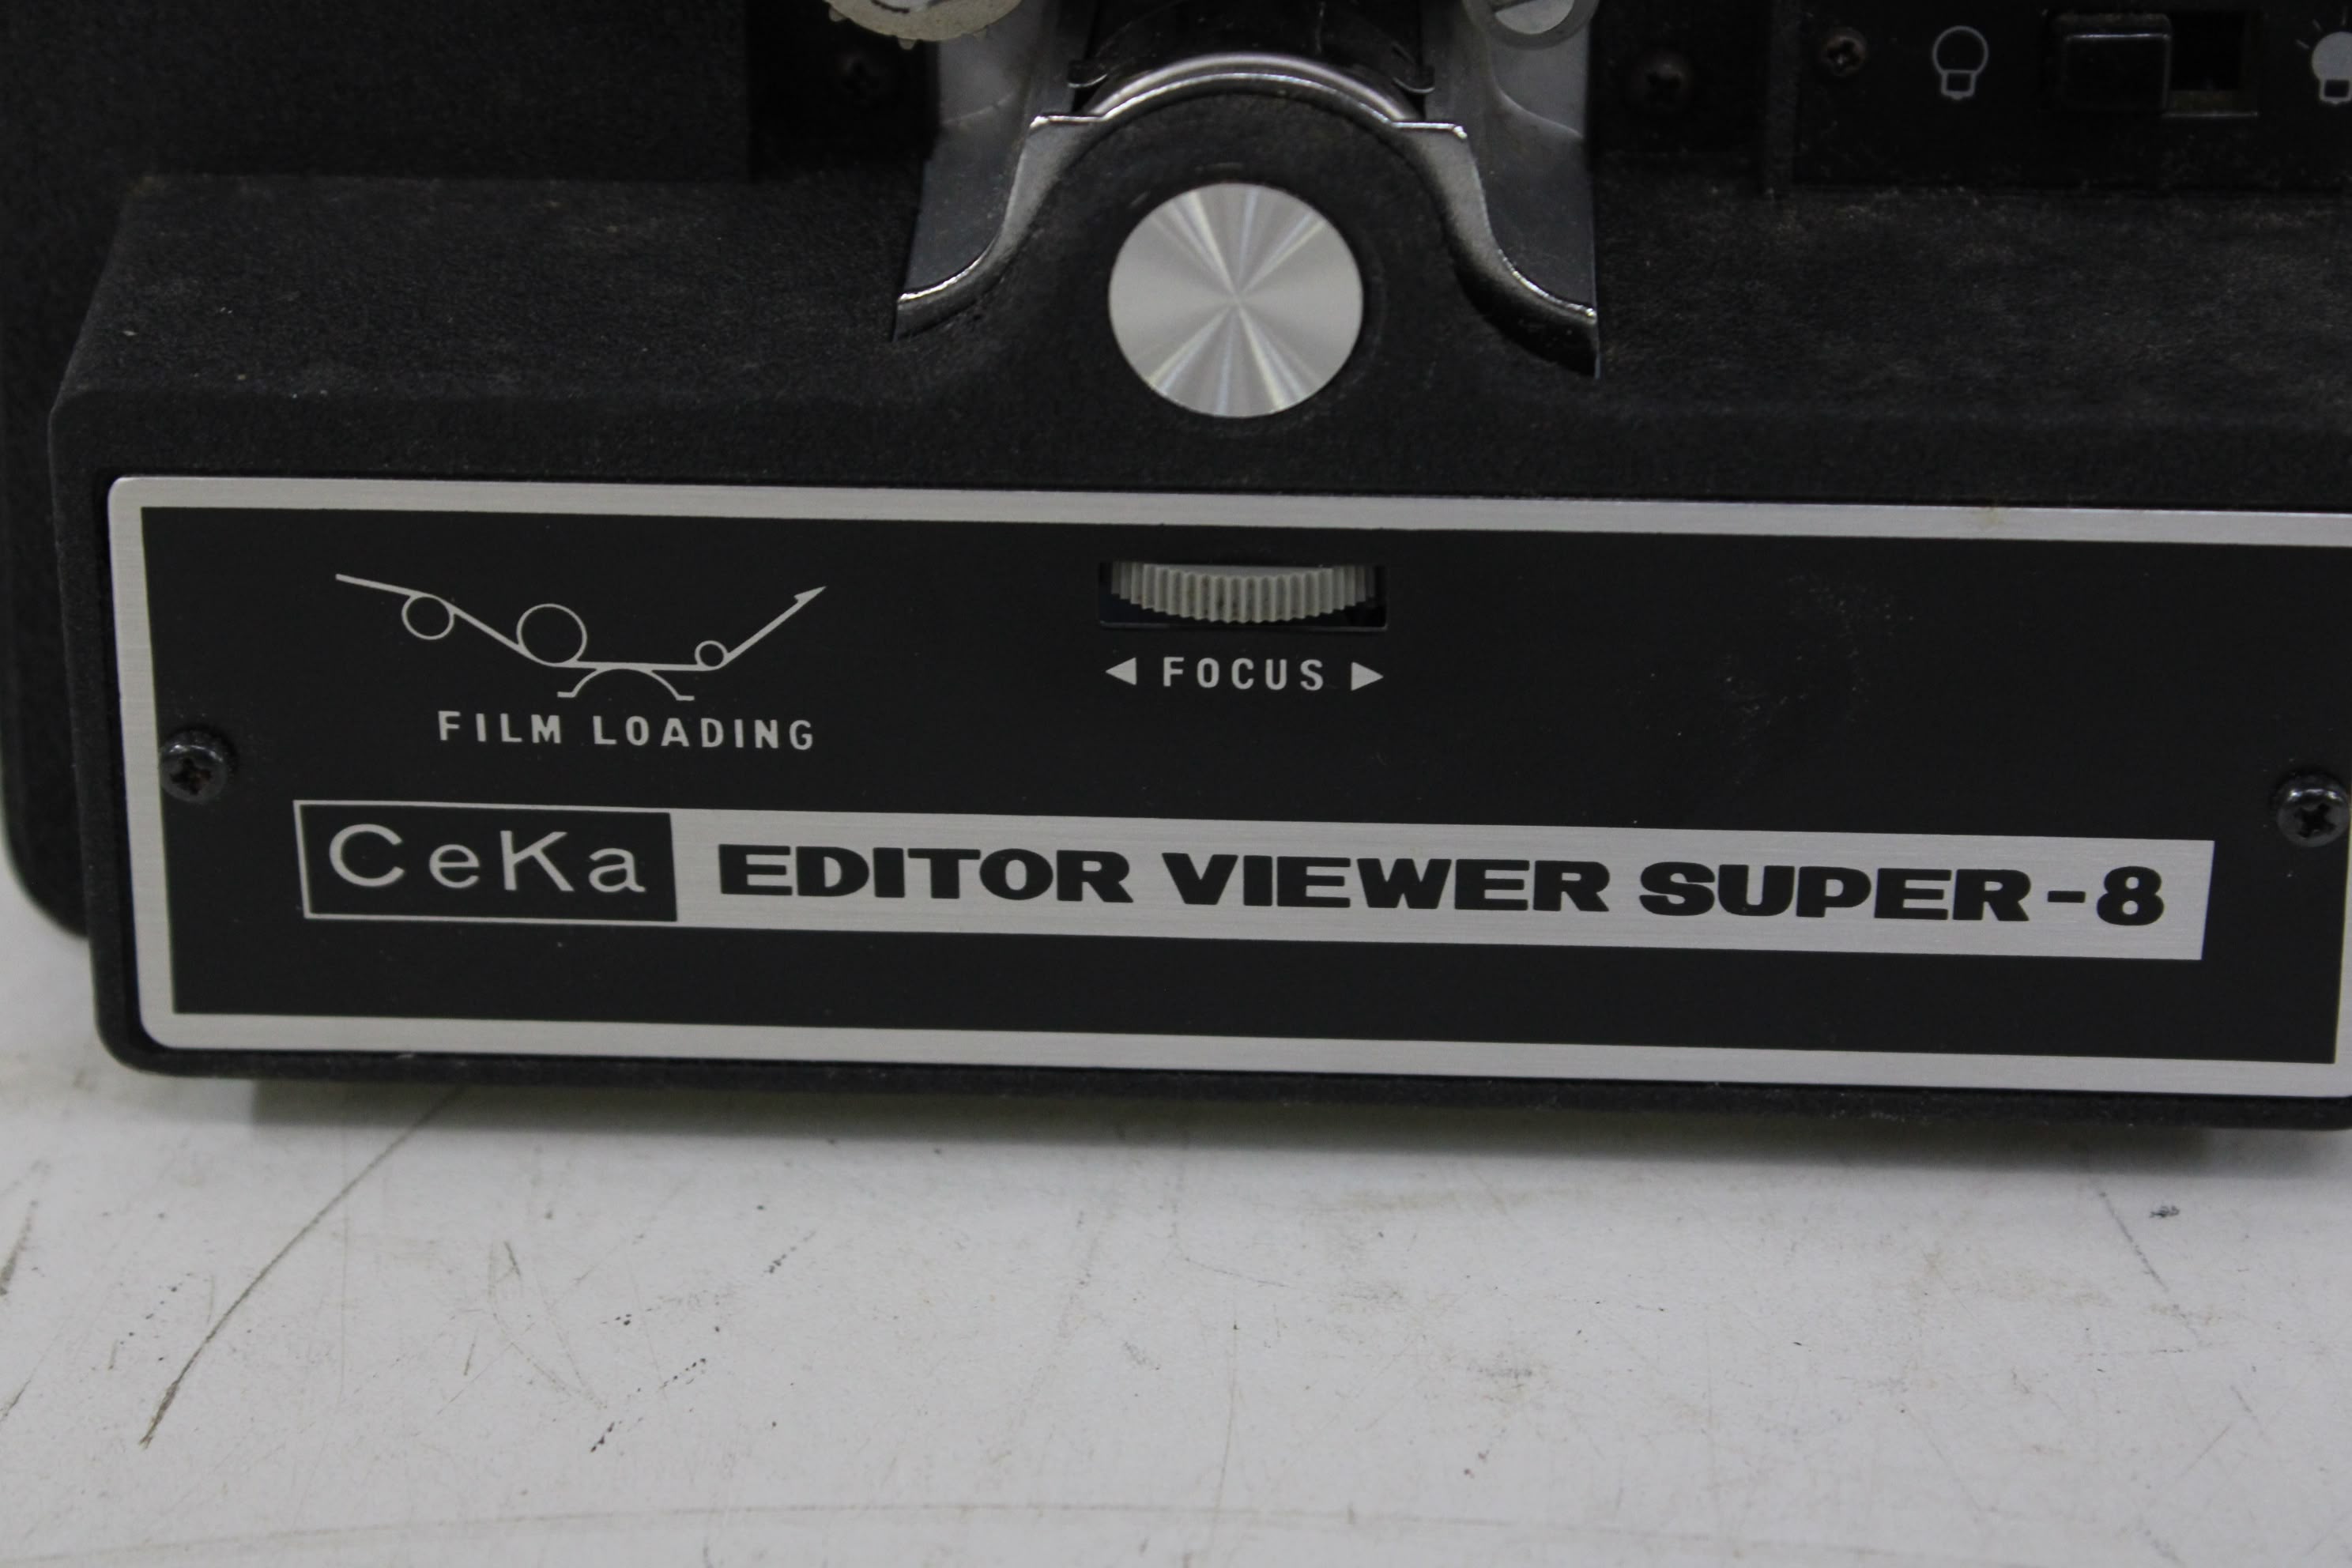 ◀ FOCUS ▶
FILM LOADING
CeKa EDITOR VIEWER SUPER-8